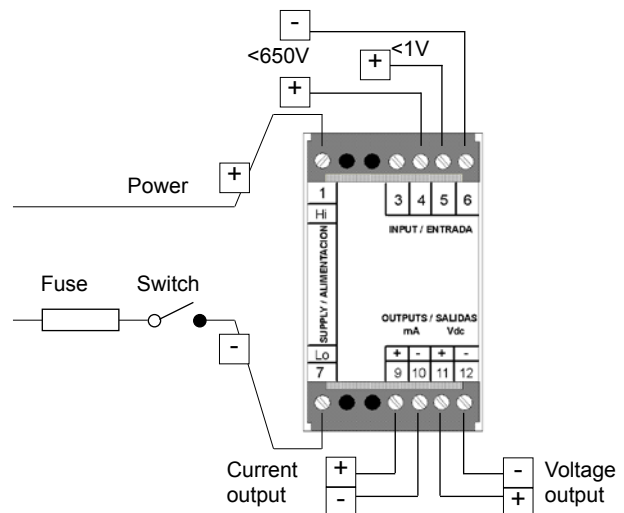 -
<650V
<1V
+
+
+
Power
1
Hi
3 4 5 6
INPUT / ENTRADA
SUPPLY / ALIMENTACION
Fuse
Switch
-
OUTPUTS / SALIDAS
mA Vdc
Lo
+ - + -
7
9 10 11 12
Current
output
+
-
-
+
Voltage
output